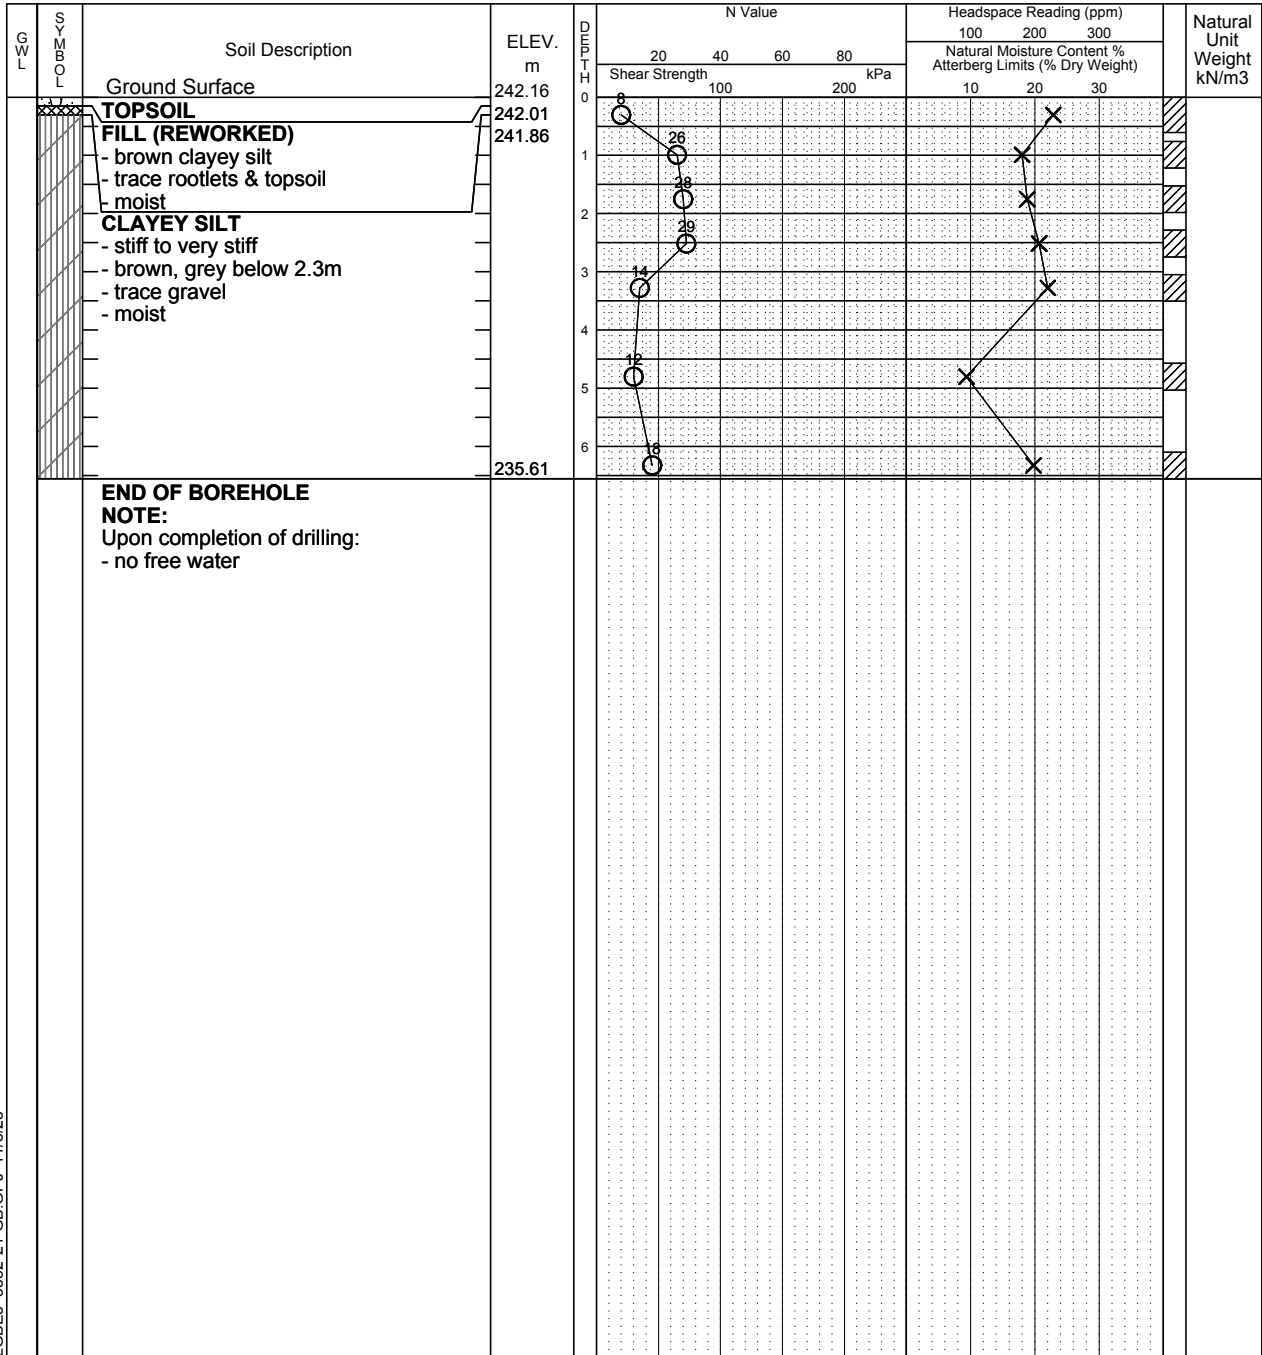 GWL
SYMBOL
Soil Description
Ground Surface
ELEV.
m
242.16
DEPTH
N Value
20 40 60 80
Shear Strength kPa
100 200
Headspace Reading (ppm)
100 200 300
Natural Moisture Content %
Atterberg Limits (% Dry Weight)
10 20 30
Natural
Unit
Weight
kN/m3
0
TOPSOIL
242.01
8
FILL (REWORKED)
241.86
26
- brown clayey silt
1
- trace rootlets & topsoil
28
- moist
2
CLAYEY SILT
29
- stiff to very stiff
- brown, grey below 2.3m
3
14
- trace gravel
- moist
4
12
5
6
18
235.61
END OF BOREHOLE
NOTE:
Upon completion of drilling:
- no free water